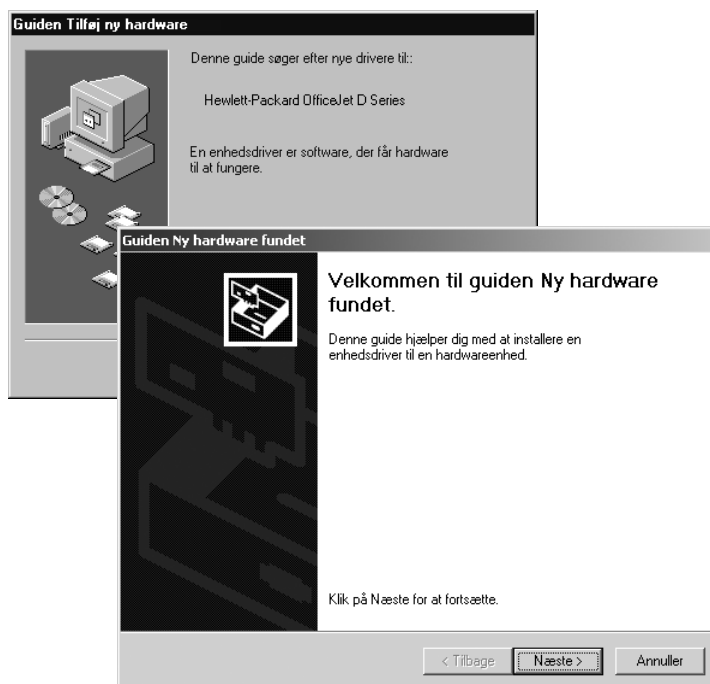 Guiden Tilføj ny hardware
Denne guide søger efter nye drivere til::
Hewlett-Packard OfficeJet D Series
En enhedsdriver er software, der får hardware
til at fungere.
Guiden Ny hardware fundet
Velkommen til guiden Ny hardware
fundet.
Denne guide hjælper dig med at installere en
enhedsdriver til en hardwareenhed.
Klik på Næste for at fortsætte.
< Tilbage Næste > Annuller